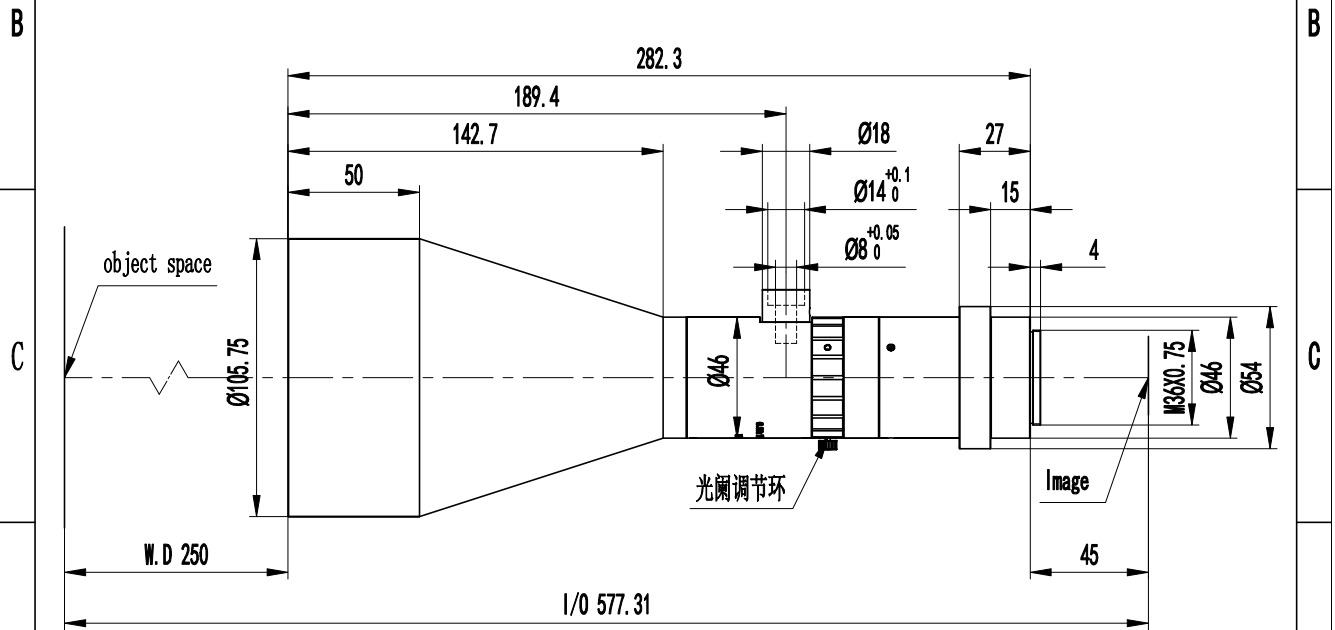 B
B
282.3
189.4
142.7
Ø18
27
50
Ø14 +0.1 0
15
Ø8 +0.05 0
4
object space
C
C
Ø105.75
Ø46
M36X0.75
Ø46
Ø54
光阑调节环
Image
W.D 250
45
I/O 577.31